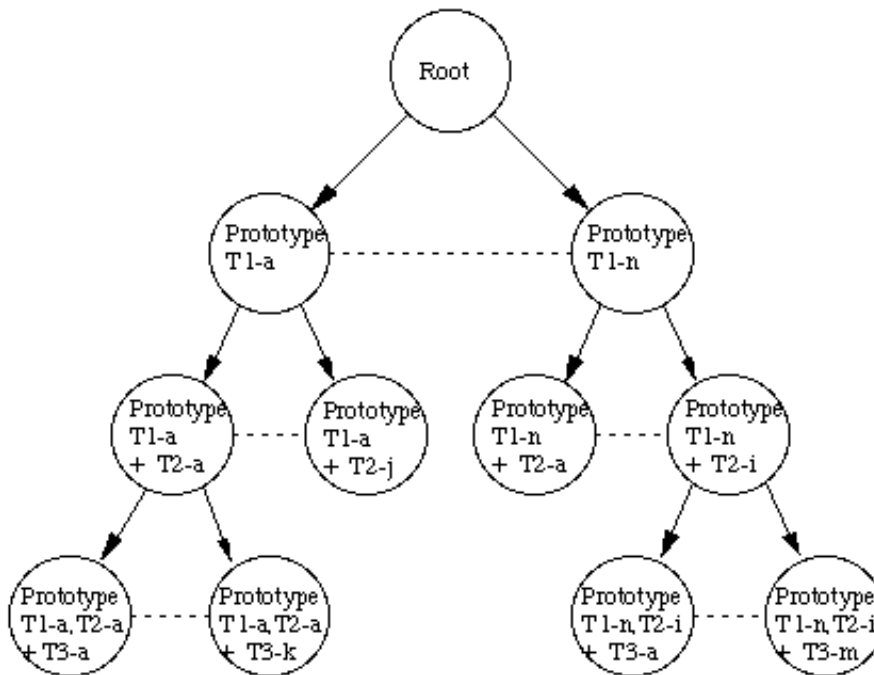 Root
Prototype
T1-a
Prototype
T1-n
Prototype
T1-a
+ T2-a
Prototype
T1-a
+ T2-j
Prototype
T1-n
+ T2-a
Prototype
T1-n
+ T2-i
Prototype
T1-a,T2-a
+ T3-a
Prototype
T1-a,T2-a
+ T3-k
Prototype
T1-n,T2-i
+ T3-a
Prototype
T1-n,T2-i
+ T3-m